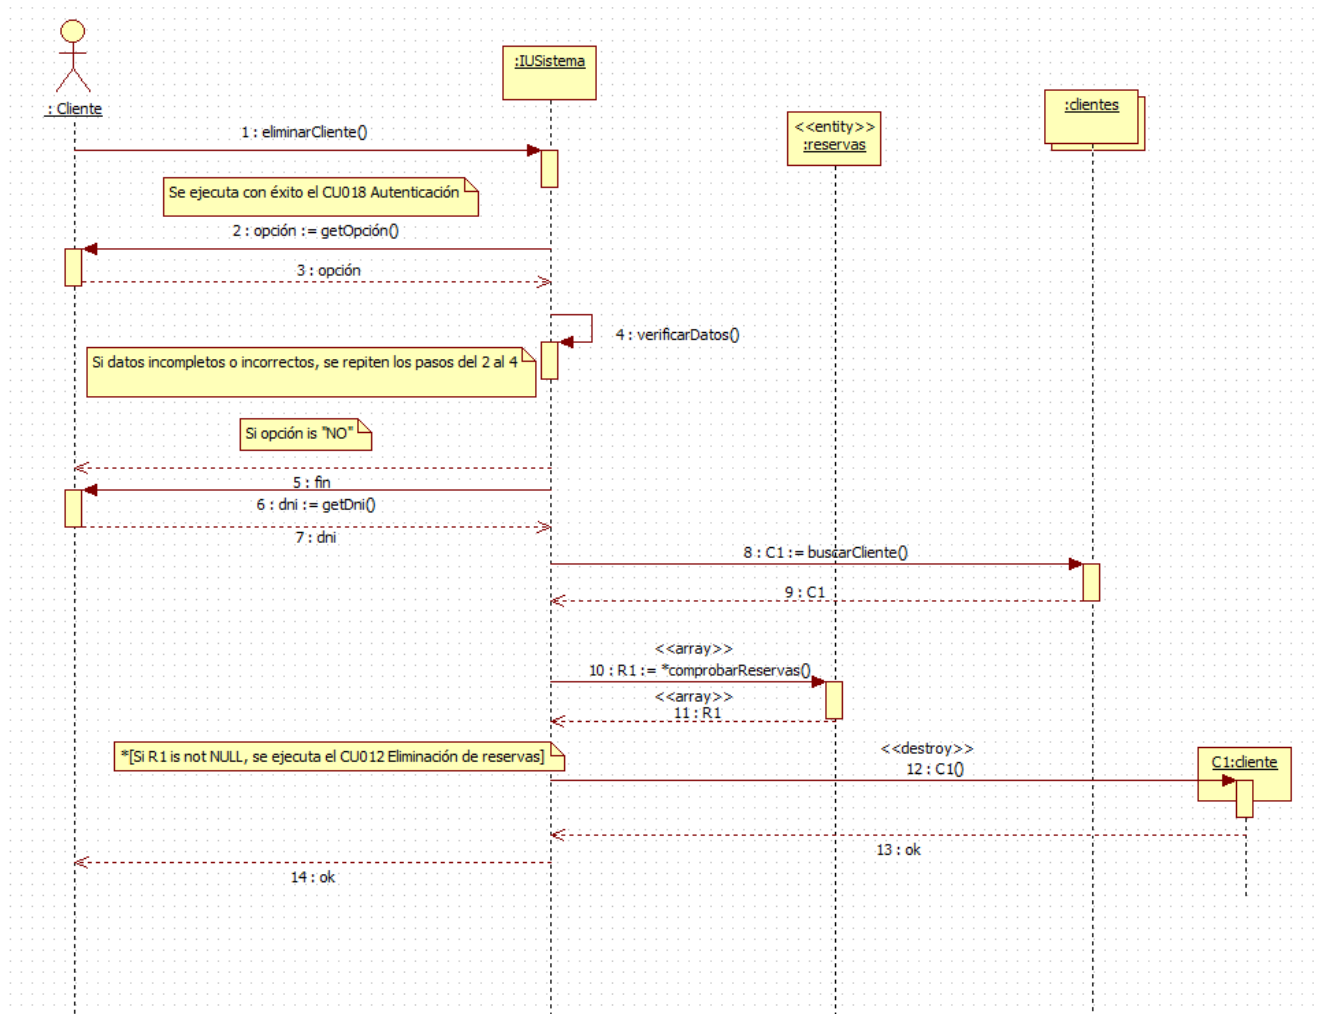 :IUSistema
: Cliente
:clientes
<<entity>>
:reservas
1 : eliminarCliente()
Se ejecuta con éxito el CU018 Autenticación
2 : opción := getOpción()
3 : opción
4 : verificarDatos()
Si datos incompletos o incorrectos, se repiten los pasos del 2 al 4
Si opción is "NO"
5 : fin
6 : dni := getDni()
7 : dni
8 : C1 := buscarCliente()
9 : C1
<<array>>
10 : R1 := *comprobarReservas()
<<array>>
11 : R1
*[Si R1 is not NULL, se ejecuta el CU012 Eliminación de reservas]
<<destroy>>
12 : C1()
C1:cliente
13 : ok
14 : ok